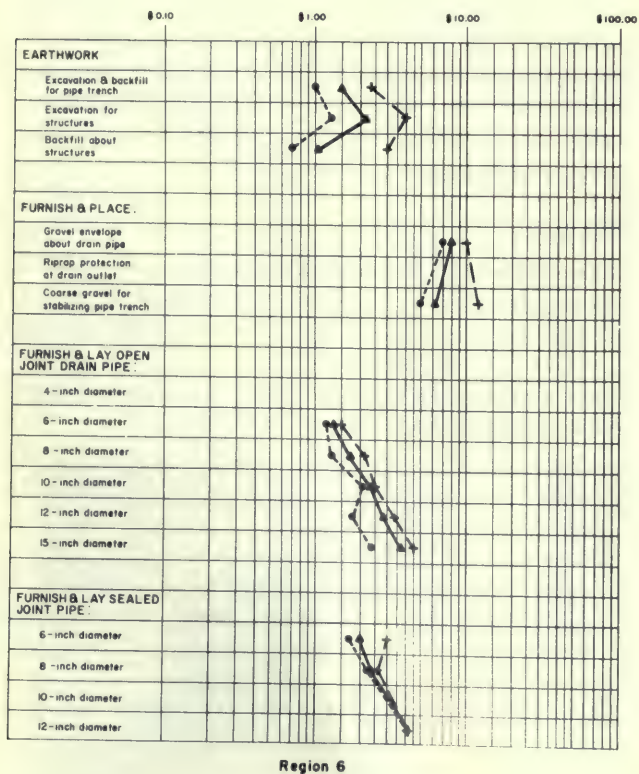 $0.10 $1.00 $10.00 $100.00
EARTHWORK
Excavation & backfill
for pipe trench
Excavation for
structures
Backfill about
structures
FURNISH & PLACE:
Gravel envelope
about drain pipe
Riprap protection
at drain outlet
Coarse gravel for
stabilizing pipe trench
FURNISH & LAY OPEN
JOINT DRAIN PIPE:
4-inch diameter
6-inch diameter
8-inch diameter
10-inch diameter
12-inch diameter
15-inch diameter
FURNISH & LAY SEALED
JOINT PIPE:
6-inch diameter
8-inch diameter
10-inch diameter
12-inch diameter
Region 6